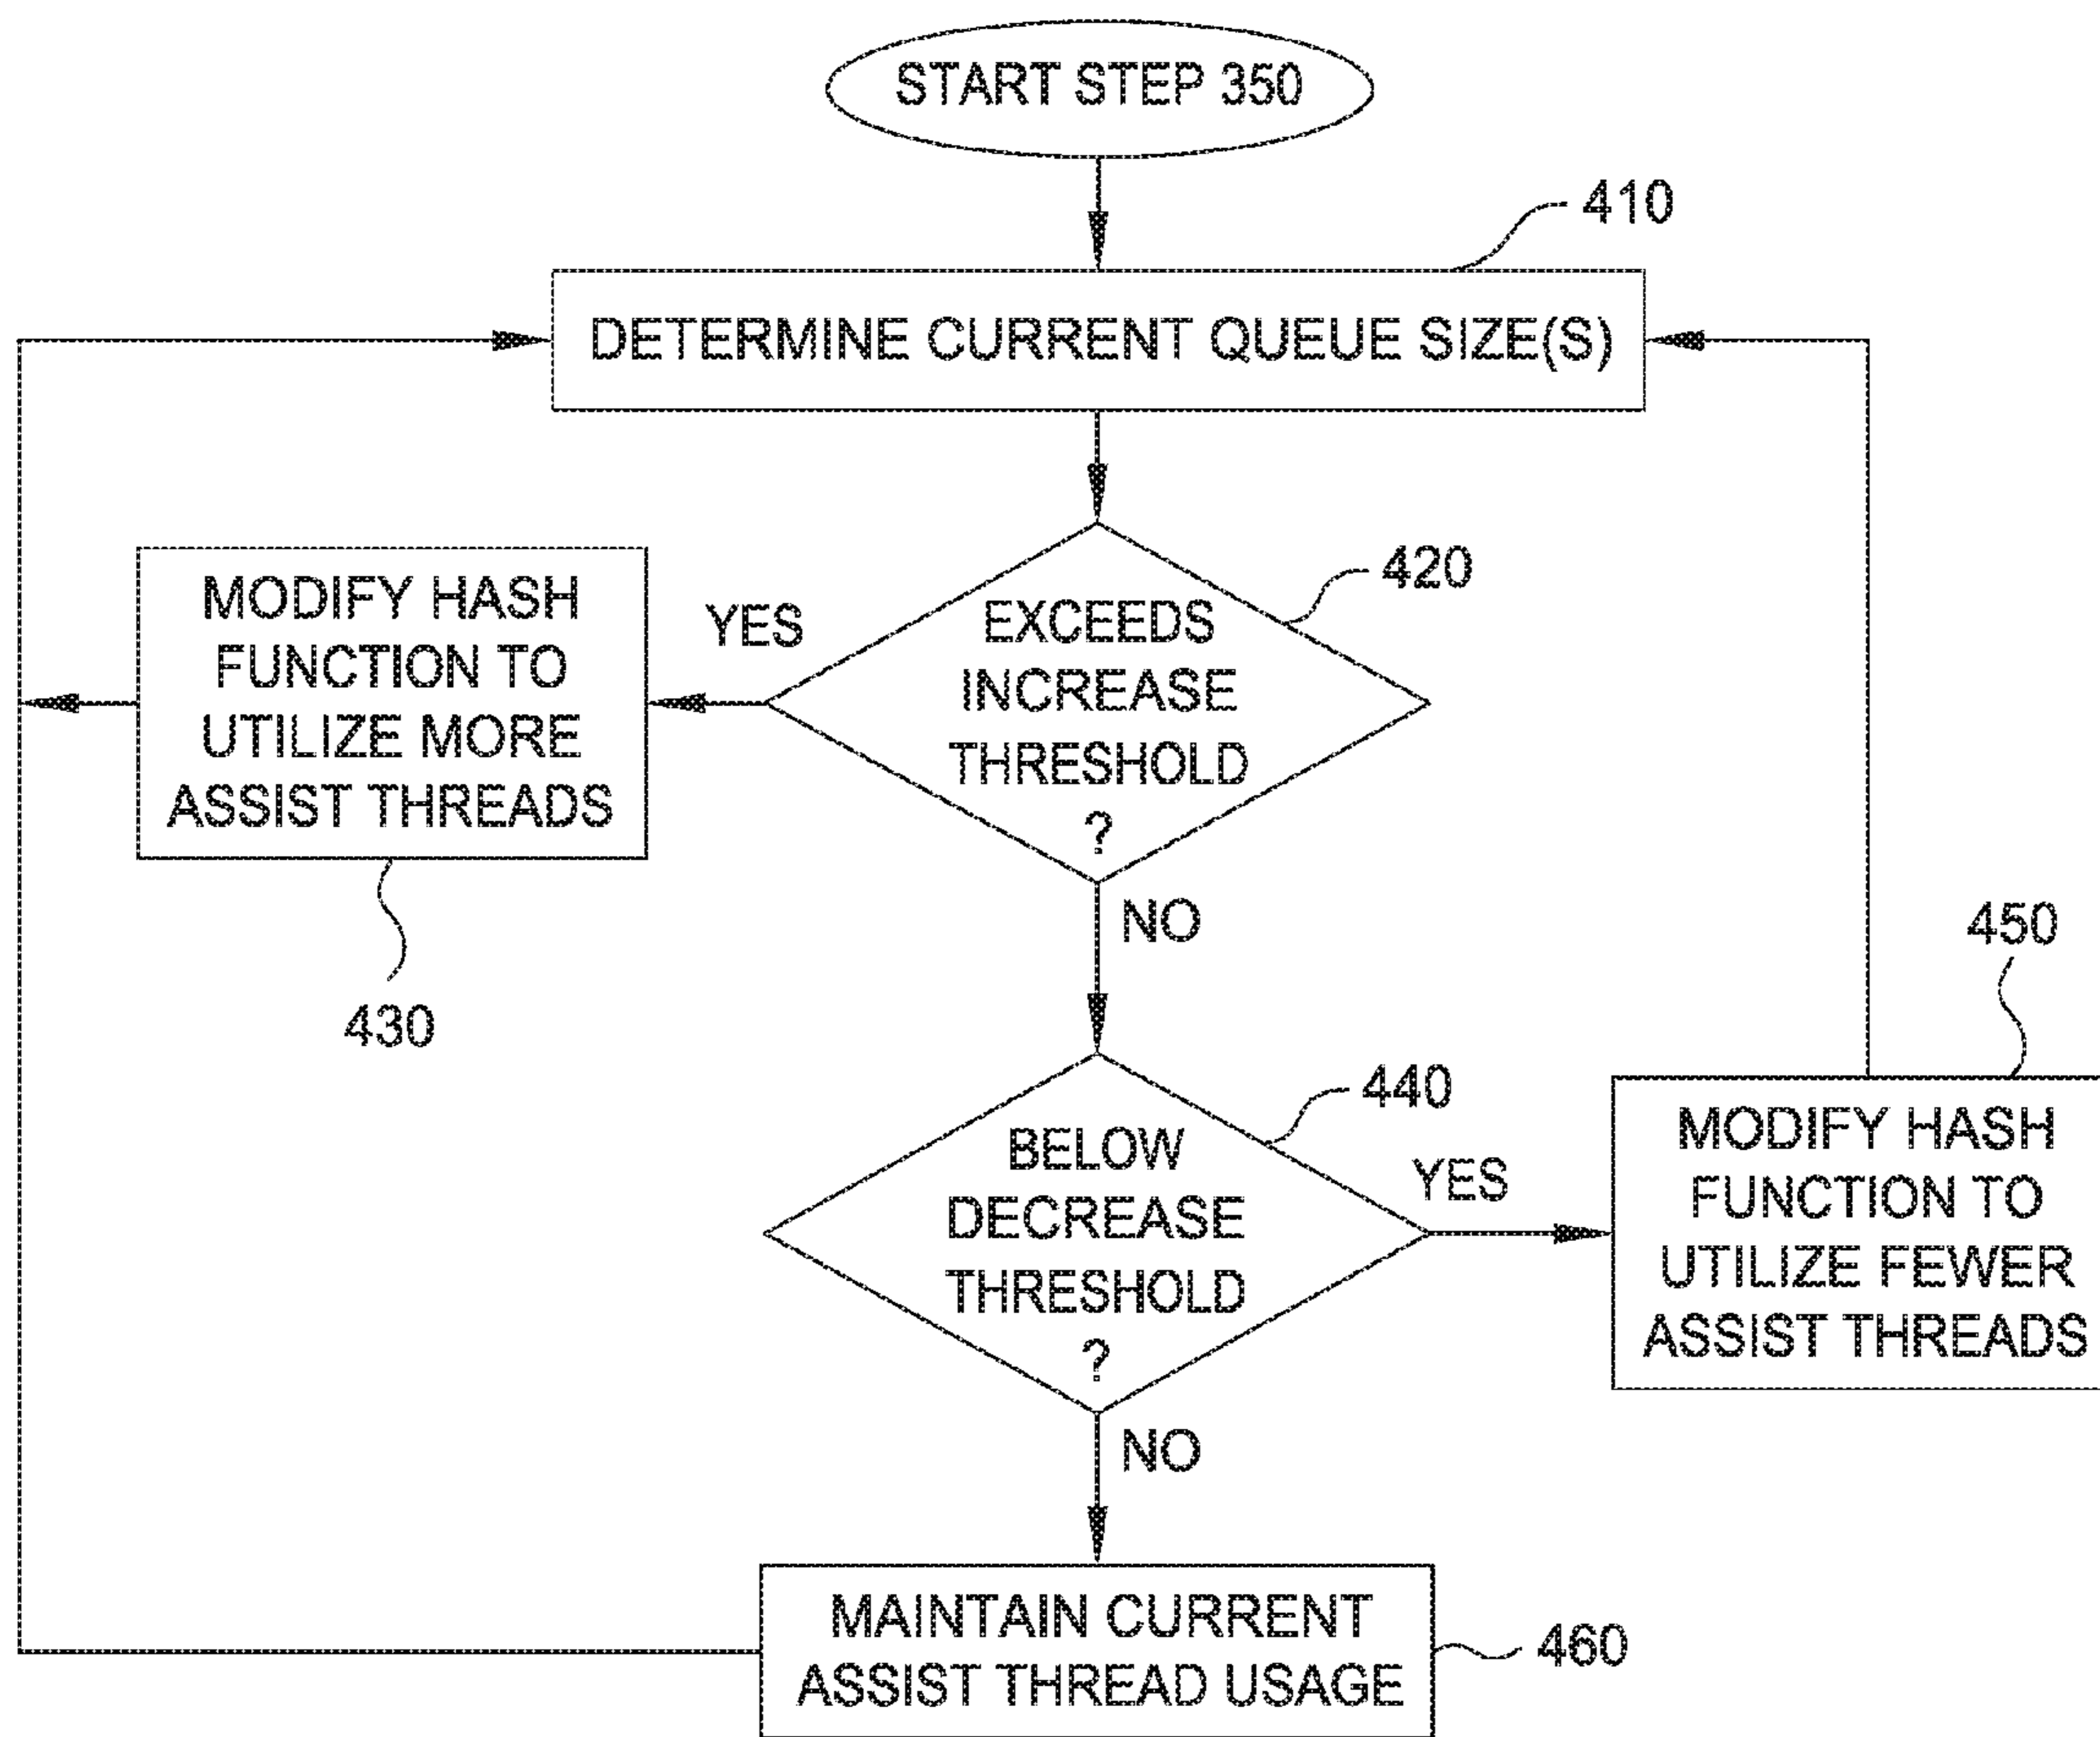 START STEP 350
410
DETERMINE CURRENT QUEUE SIZE(S)
420
EXCEEDS
INCREASE
THRESHOLD
?
YES
MODIFY HASH
FUNCTION TO
UTILIZE MORE
ASSIST THREADS
430
NO
440
BELOW
DECREASE
THRESHOLD
?
YES
450
MODIFY HASH
FUNCTION TO
UTILIZE FEWER
ASSIST THREADS
NO
MAINTAIN CURRENT
ASSIST THREAD USAGE
460